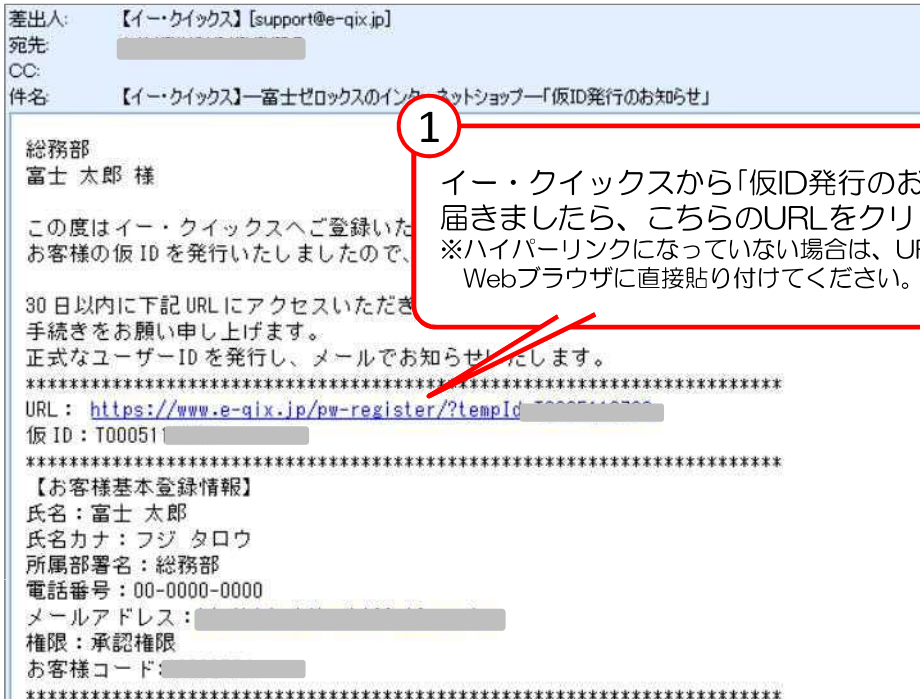 差出人: 【イー・クイックス】 [support@e-qix.jp]
宛先:
CC:
件名: 【イー・クイックス】―富士ゼロックスのインターネットショップ―「仮ID発行のお知らせ」
総務部
富士 太郎 様
1
イー・クイックスから「仮ID発行のお
届きましたら、こちらのURLをクリ
※ハイパーリンクになっていない場合は、UR
Webブラウザに直接貼り付けてください。
この度はイー・クイックスへご登録いた
お客様の仮IDを発行いたしましたので、
30日以内に下記URLにアクセスいただき
手続きをお願い申し上げます。
正式なユーザーIDを発行し、メールでお知らせいたします。
**********************************************************************
URL: https://www.e-qix.jp/pw-register/?tempId
仮ID:T000511
**********************************************************************
【お客様基本登録情報】
氏名:富士 太郎
氏名カナ:フジ タロウ
所属部署名:総務部
電話番号:00-0000-0000
メールアドレス:
権限:承認権限
お客様コード:
**********************************************************************